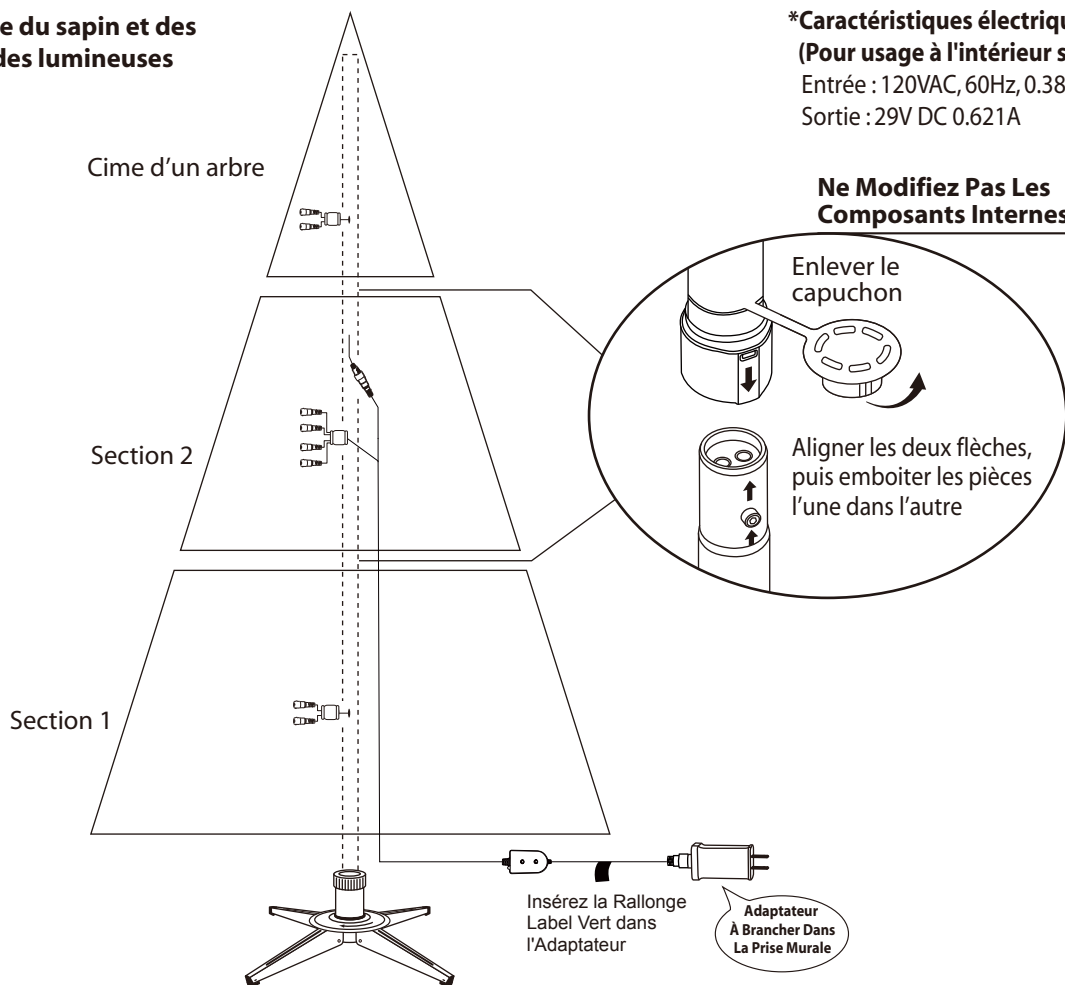 e du sapin et des
des lumineuses
*Caractéristiques électriqu
(Pour usage à l'intérieur s
Entrée : 120VAC, 60Hz, 0.38
Sortie : 29V DC 0.621A
Cime d’un arbre
Ne Modifiez Pas Les
Composants Internes
Enlever le
capuchon
Section 2
Aligner les deux flèches,
puis emboiter les pièces
l’une dans l’autre
Section 1
Insérez la Rallonge
Label Vert dans
l'Adaptateur
Adaptateur
À Brancher Dans
La Prise Murale